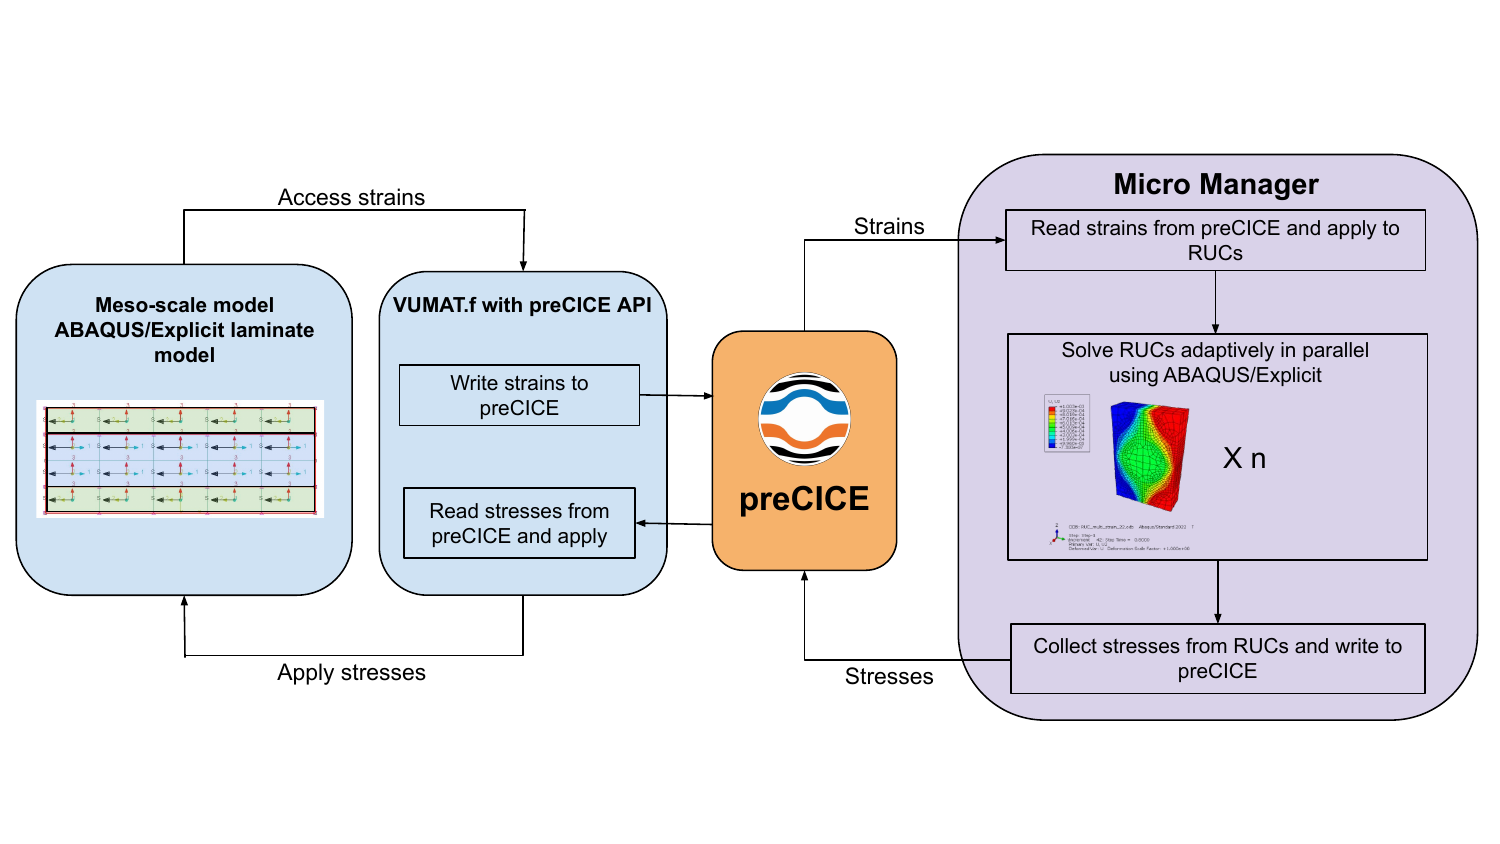 Access strains
Meso-scale model
ABAQUS/Explicit laminate
model
Apply stresses
VUMAT.f with preCICE API
Write strains to
preCICE
Read stresses from
preCICE and apply
preCICE
Strains
Stresses
Micro Manager
Read strains from preCICE and apply to
RUCs
Solve RUCs adaptively in parallel
using ABAQUS/Explicit
U, U2
X n
Collect stresses from RUCs and write to
preCICE